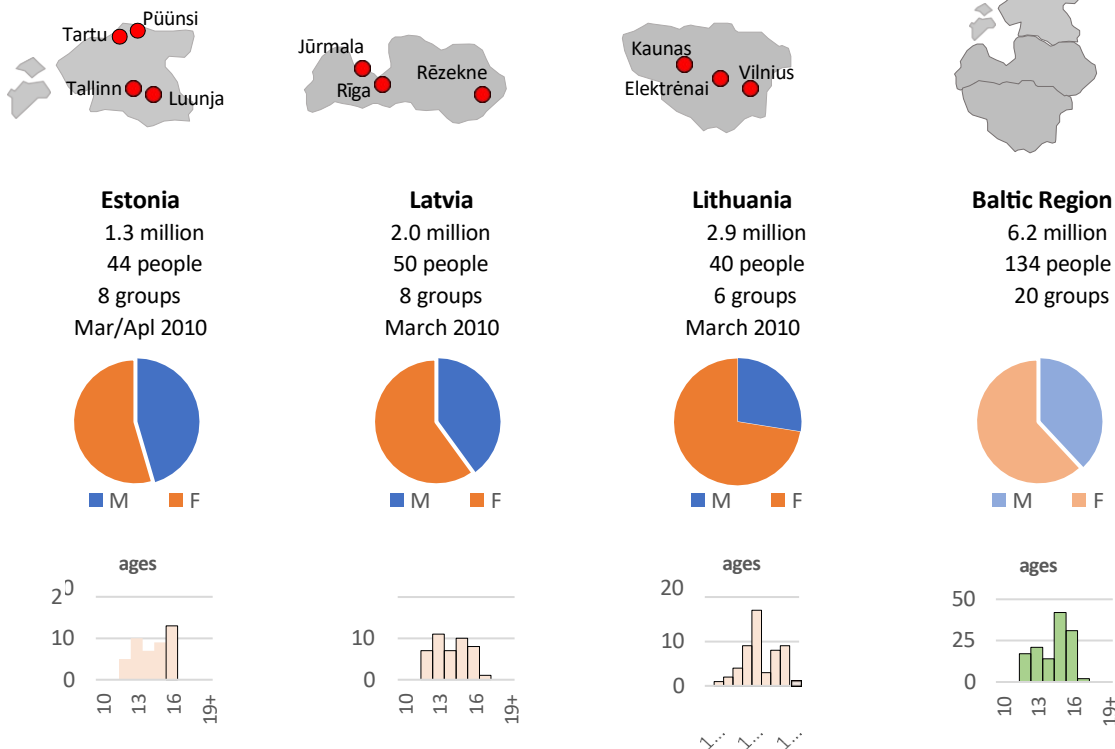 Püünsi
Tartu
Tallinn
Luunja
Jūrmala
Rīga
Rēzekne
Kaunas
Elektrėnai
Vilnius
Estonia
1.3 million
44 people
8 groups
Mar/Apl 2010
M F
Latvia
2.0 million
50 people
8 groups
March 2010
M F
Lithuania
2.9 million
40 people
6 groups
March 2010
M F
Baltic Region
6.2 million
134 people
20 groups
M F
ages
20
10
0
10 13 16 19+
10
0
10 13 16 19+
ages
20
10
0
1... 1... 1...
ages
50
25
0
10 13 16 19+